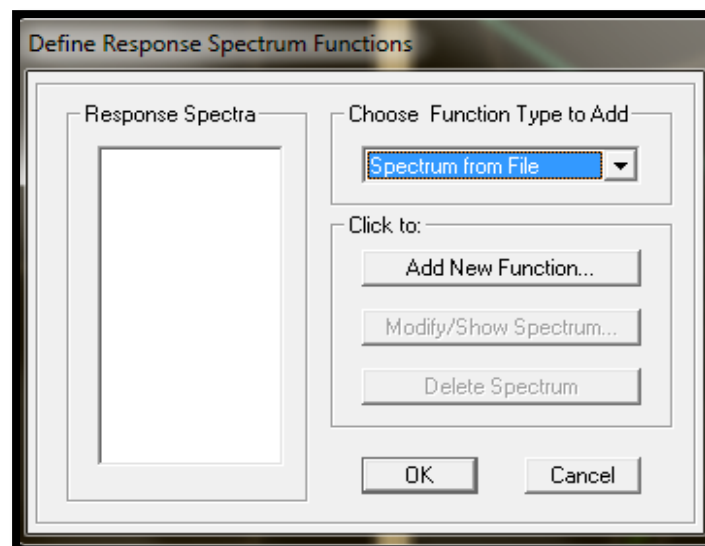 Define Response Spectrum Functions
Response Spectra
Choose  Function Type to Add
Spectrum from File
Click to:
Add New Function...
Modify/Show Spectrum...
Delete Spectrum
OK
Cancel